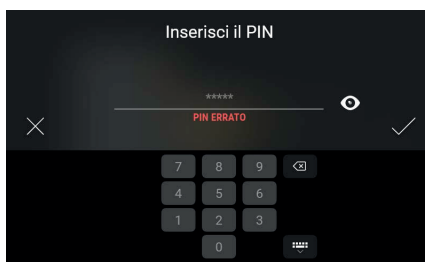 Inserisci il PIN
*****
PIN ERRATO
7 8 9
4 5 6
1 2 3
0